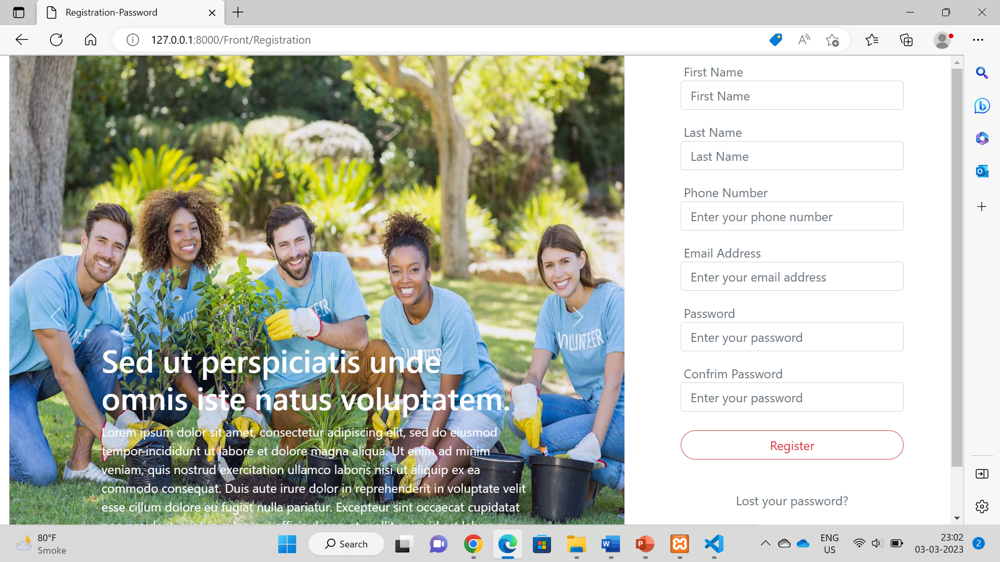 Registration-Password
127.0.0.1:8000/Front/Registration
First Name
First Name
Last Name
Last Name
Phone Number
Enter your phone number
Email Address
Enter your email address
Password
Enter your password
Confrim Password
Enter your password
Register
Lost your password?
VOLUNTEER
Sed ut perspiciatis unde
omnis iste natus voluptatem.
Lorem ipsum dolor sit amet, consectetur adipiscing elit, sed do eiusmod
tempor incididunt ut labore et dolore magna aliqua. Ut enim ad minim
veniam, quis nostrud exercitation ullamco laboris nisi ut aliquip ex ea
commodo consequat. Duis aute irure dolor in reprehenderit in voluptate velit
esse cillum dolore eu fugiat nulla pariatur. Excepteur sint occaecat cupidatat
80°F
Smoke
Search
ENG
US
23:02
03-03-2023
2